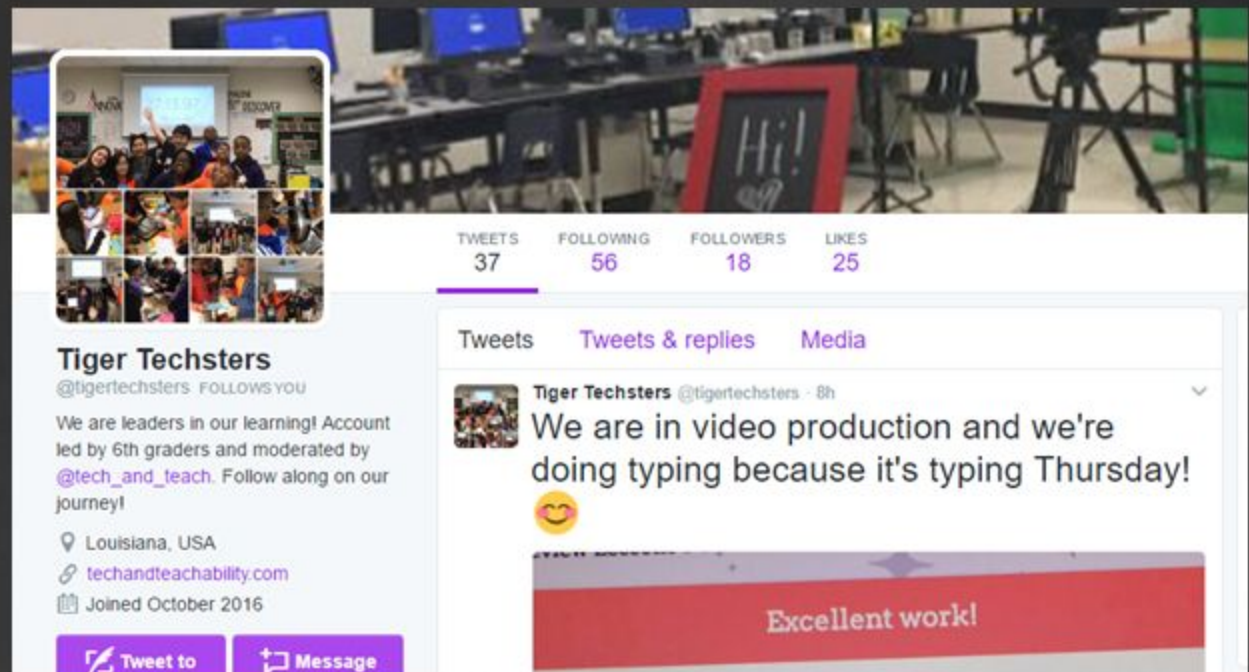 Hi!
DISCOVER
TWEETS FOLLOWING FOLLOWERS LIKES
37 56 18 25
Tweets Tweets & replies Media
Tiger Techsters
@tigertechsters FOLLOWS YOU
We are leaders in our learning! Account
led by 6th graders and moderated by
@tech_and_teach. Follow along on our
journey!
Louisiana, USA
techandteachability.com
Joined October 2016
Tweet to Message
Tiger Techsters @tigertechsters · 8h
We are in video production and we're
doing typing because it's typing Thursday!
😊
Excellent work!